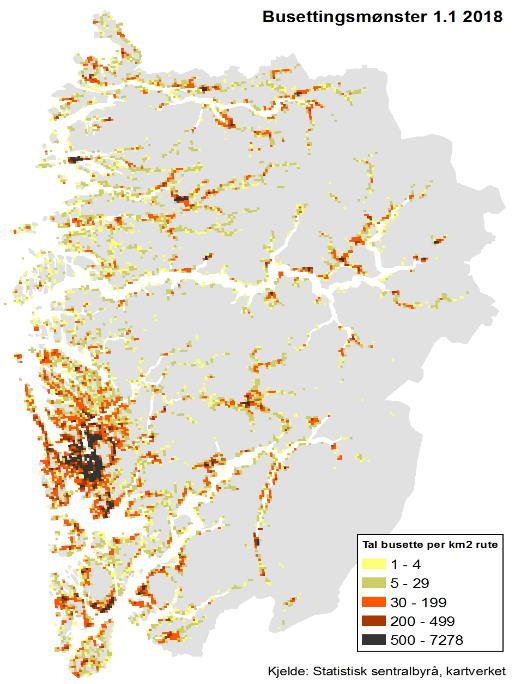 Busettingsmønster 1.1 2018
Tal busette per km2 rute
1 - 4
5 - 29
30 - 199
200 - 499
500 - 7278
Kjelde: Statistisk sentralbyrå, kartverket